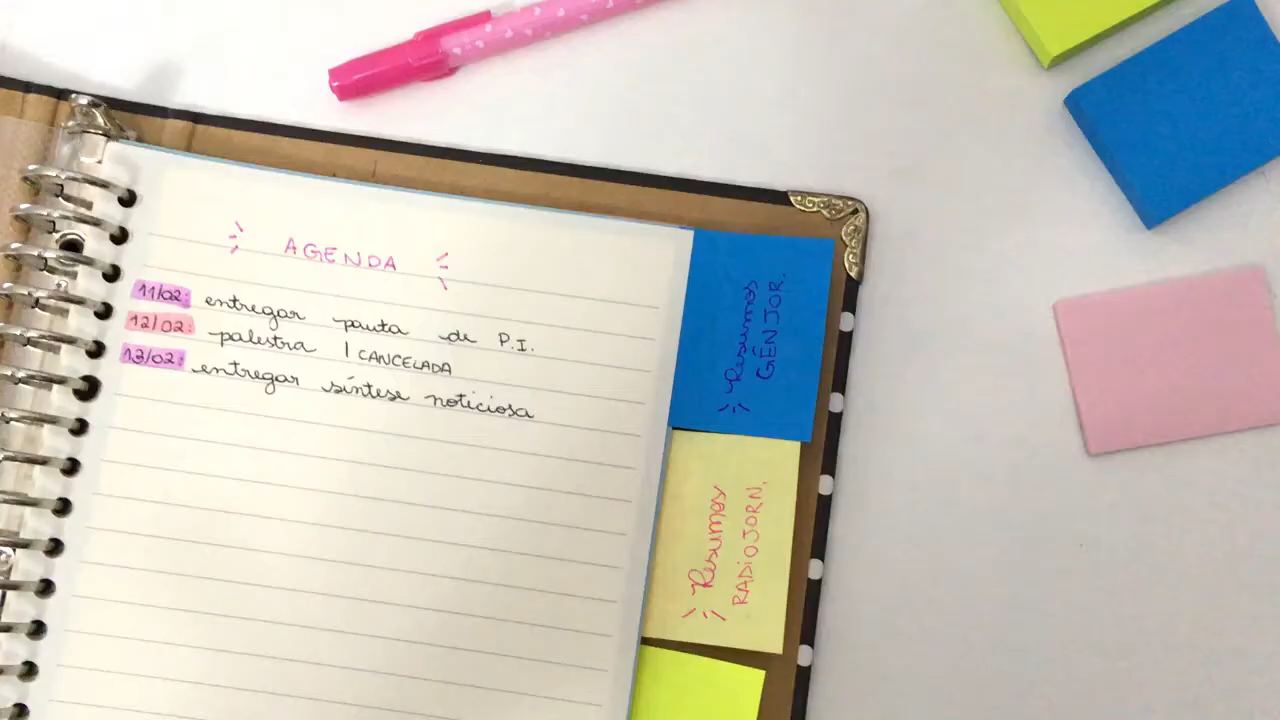 AGENDA
11/02: entregar pauta de P.I.
12/02: palestra | CANCELADA
13/02: entregar síntese noticiosa
Resumos
GÊN JOR.
Resumos
RADIOJORN.